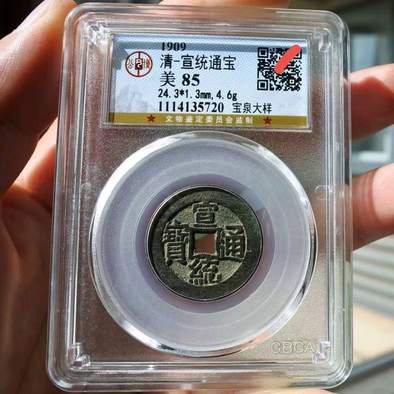 1909
清-宣统通宝
美 85
24.3*1.3mm,4.6g
1114135720 宝泉大样
★ 文物鉴定委员会监制 ★
宣
寶 通
統
GBCA